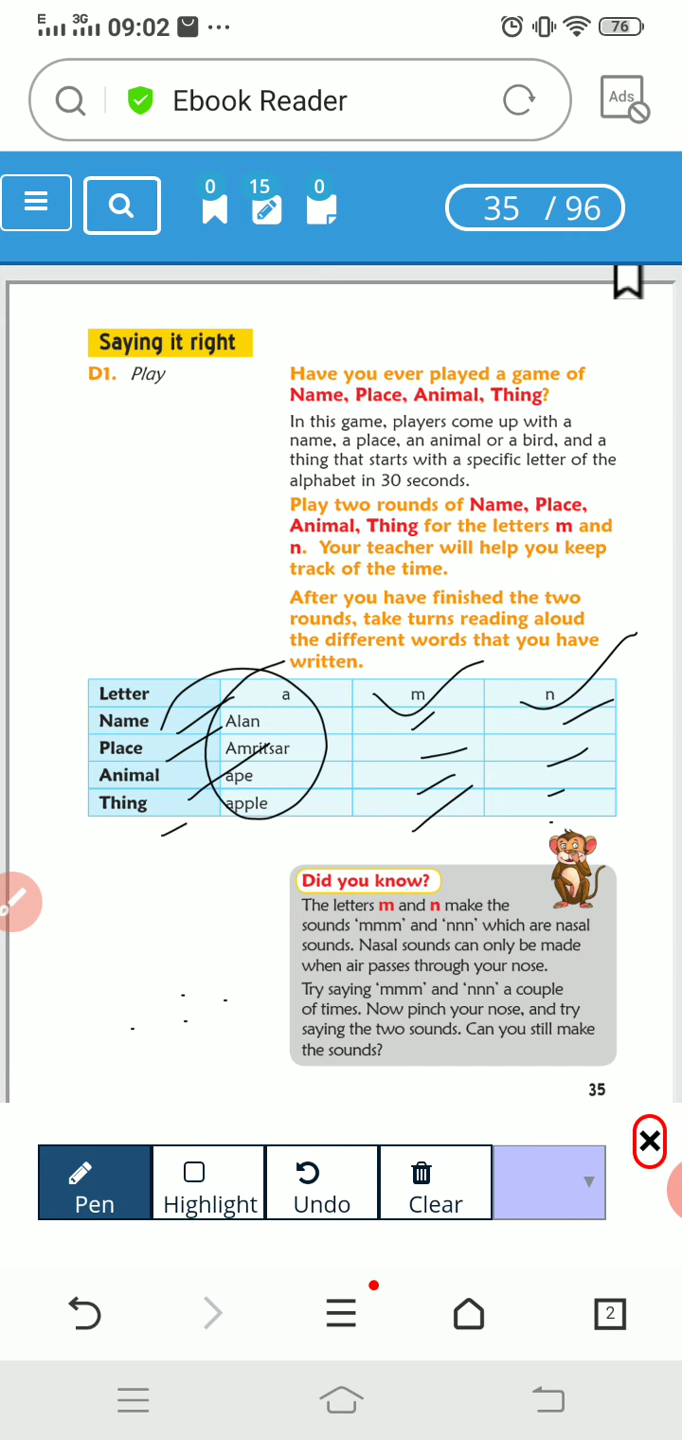 E 3G 09:02 ... 76
Ebook Reader Ads
0 15 0 35 / 96
Saying it right
D1. Play
Have you ever played a game of
Name, Place, Animal, Thing?
In this game, players come up with a
name, a place, an animal or a bird, and a
thing that starts with a specific letter of the
alphabet in 30 seconds.
Play two rounds of Name, Place,
Animal, Thing for the letters m and
n. Your teacher will help you keep
track of the time.
After you have finished the two
rounds, take turns reading aloud
the different words that you have
written.
Letter a m n
Name Alan
Place Amritsar
Animal ape
Thing apple
Did you know?
The letters m and n make the
sounds ‘mmm’ and ‘nnn’ which are nasal
sounds. Nasal sounds can only be made
when air passes through your nose.
Try saying ‘mmm’ and ‘nnn’ a couple
of times. Now pinch your nose, and try
saying the two sounds. Can you still make
the sounds?
35
Pen Highlight Undo Clear
2